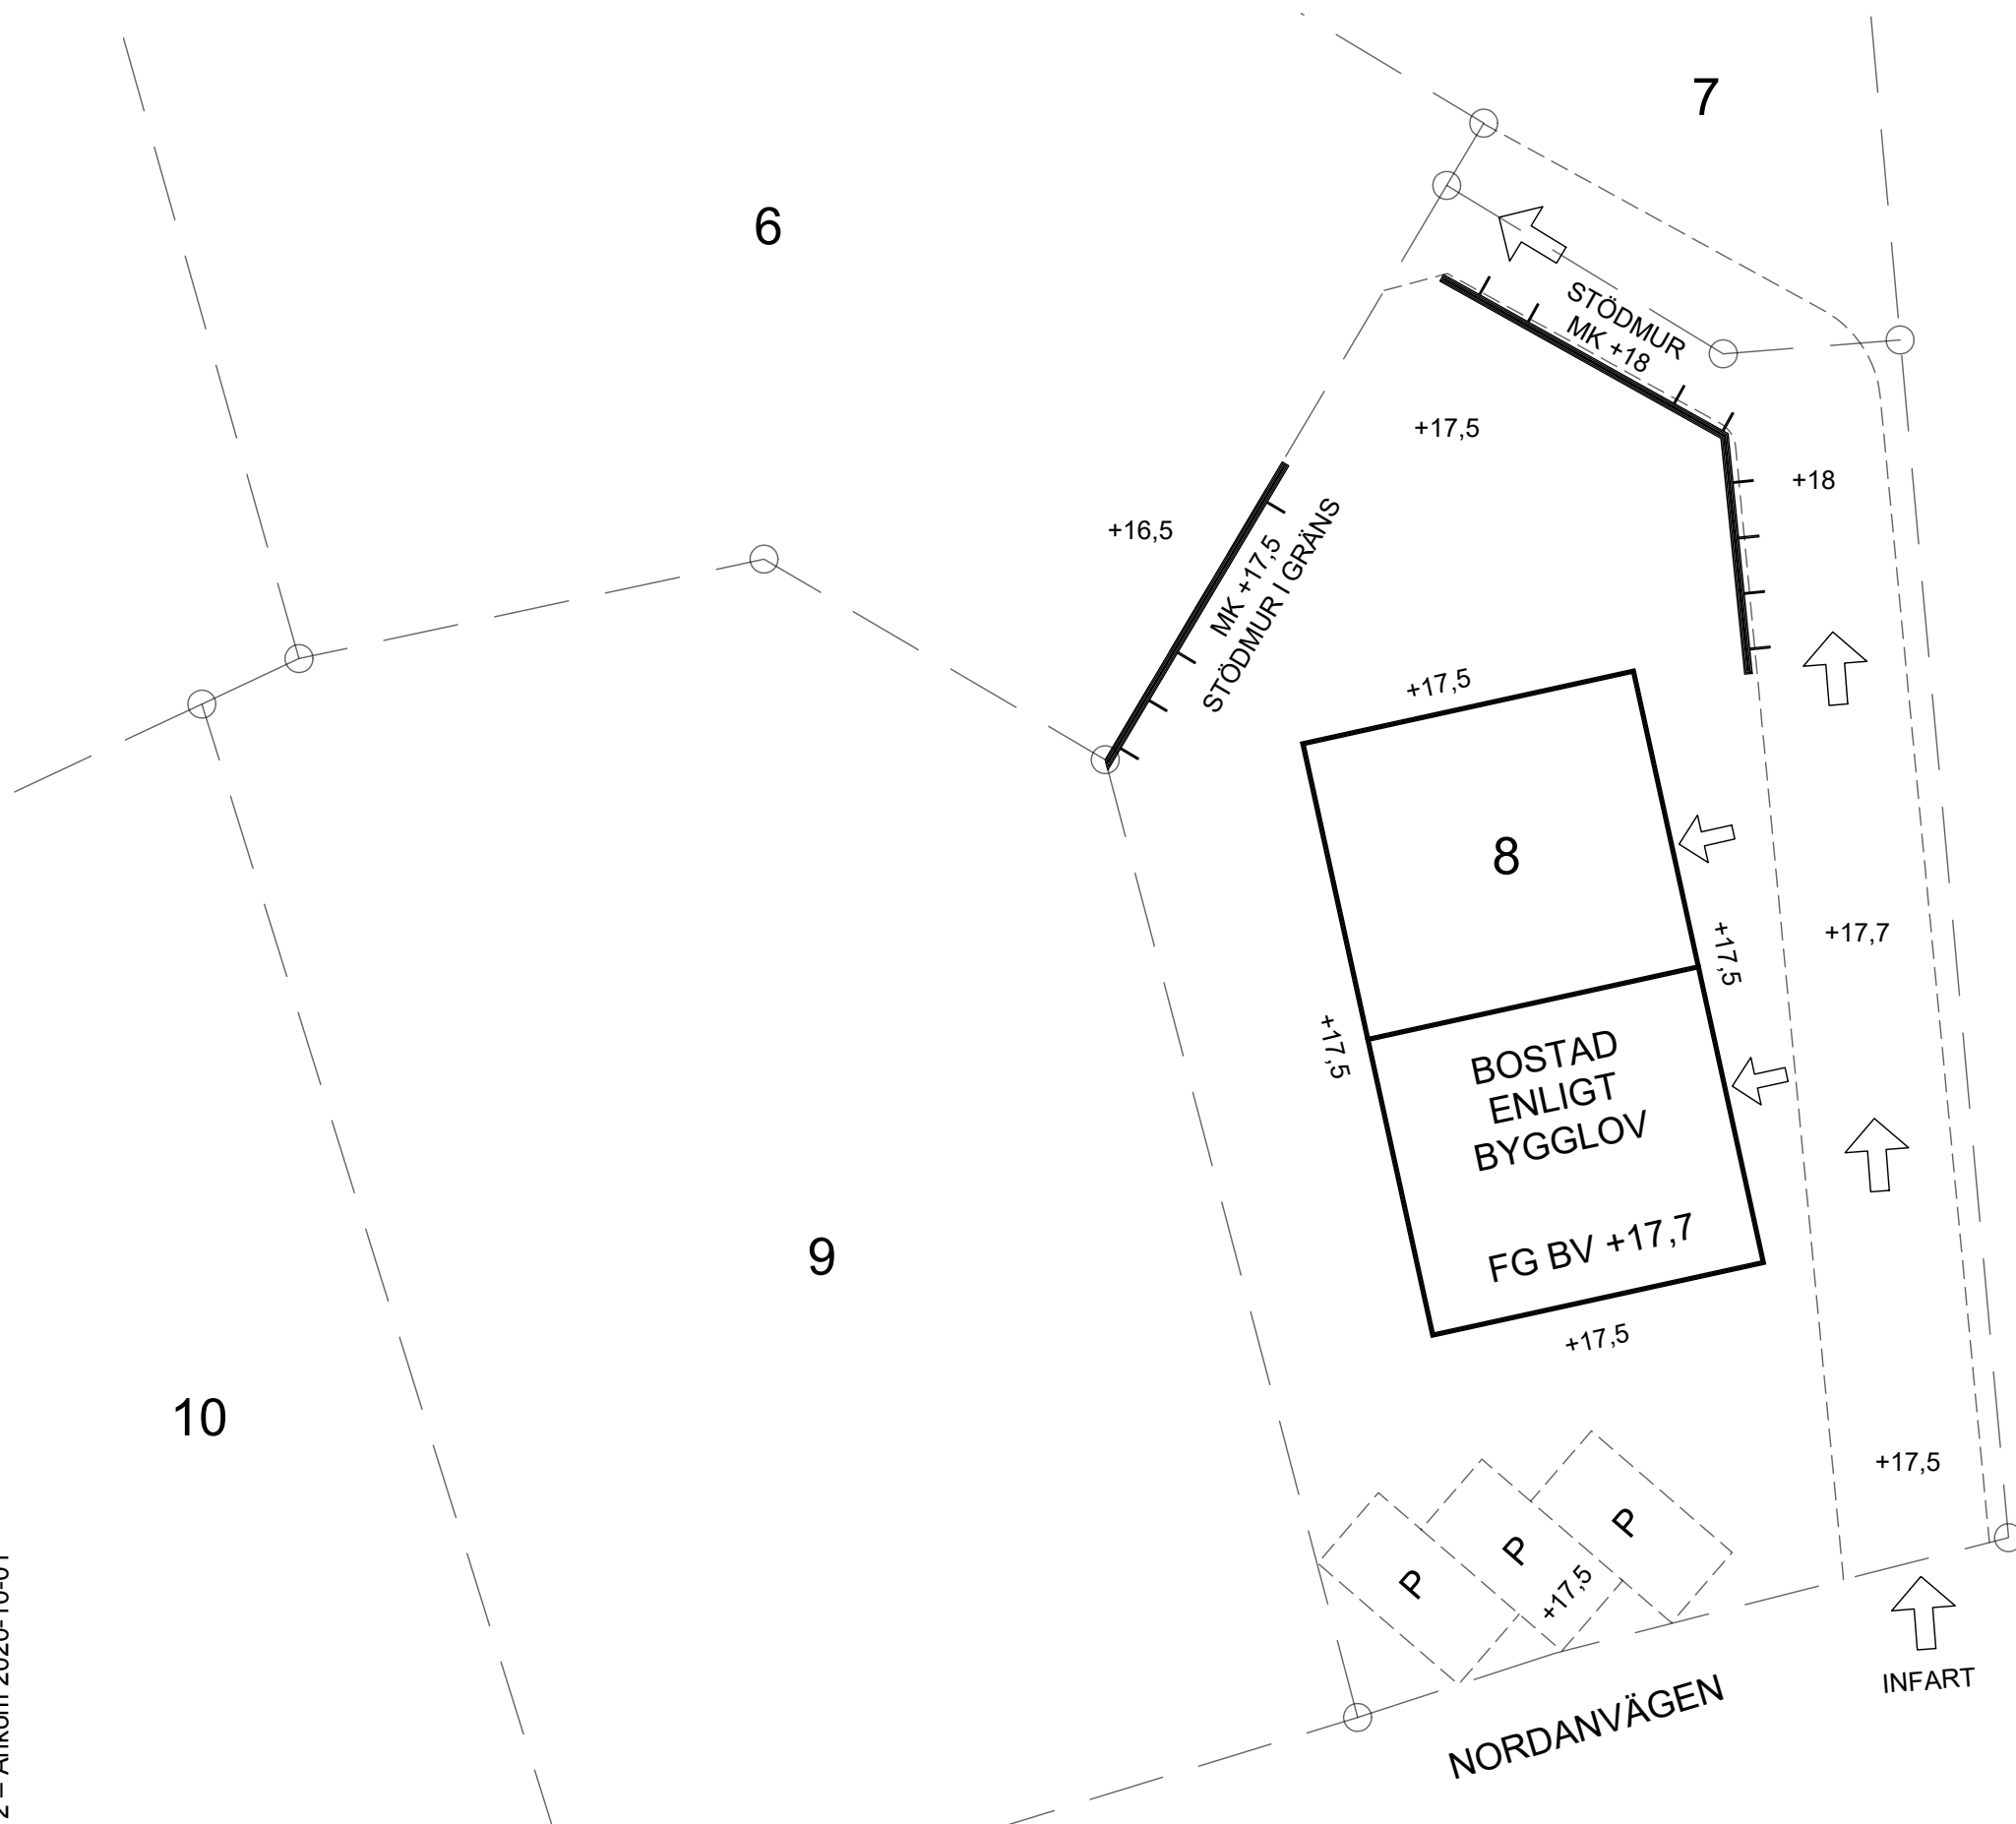 7
6
STÖDMUR
MK +18
+17,5
+18
+16,5
MK +17,5
STÖDMUR I GRÄNS
+17,5
8
+17,7
+17,5
+17,5
BOSTAD
ENLIGT
BYGGLOV
FG BV +17,7
9
+17,5
10
+17,5
P
P
P
+17,5
INFART
NORDANVÄGEN